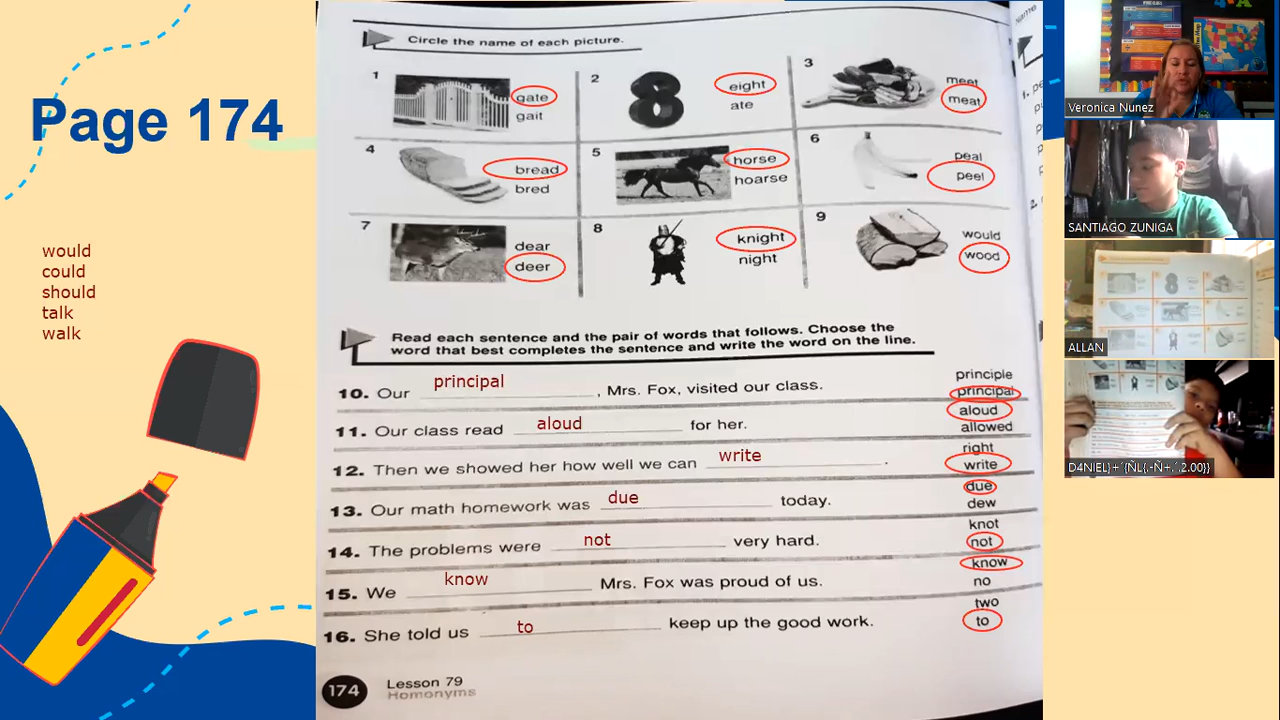 Page 174
would
could
should
talk
walk
NAME
Circle the name of each picture.
1
gate
gait
2
eight
ate
3
meet
meat
4
bread
bred
5
horse
hoarse
6
peal
peel
7
dear
deer
8
knight
night
9
would
wood
Read each sentence and the pair of words that follows. Choose the
word that best completes the sentence and write the word on the line.
10. Our principal, Mrs. Fox, visited our class.
principle
principal
11. Our class read aloud for her.
aloud
allowed
12. Then we showed her how well we can write.
right
write
13. Our math homework was due today.
due
dew
14. The problems were not very hard.
knot
not
15. We know Mrs. Fox was proud of us.
know
no
16. She told us to keep up the good work.
two
to
174
Lesson 79
Homonyms
Veronica Nunez
SANTIAGO ZUNIGA
ALLAN